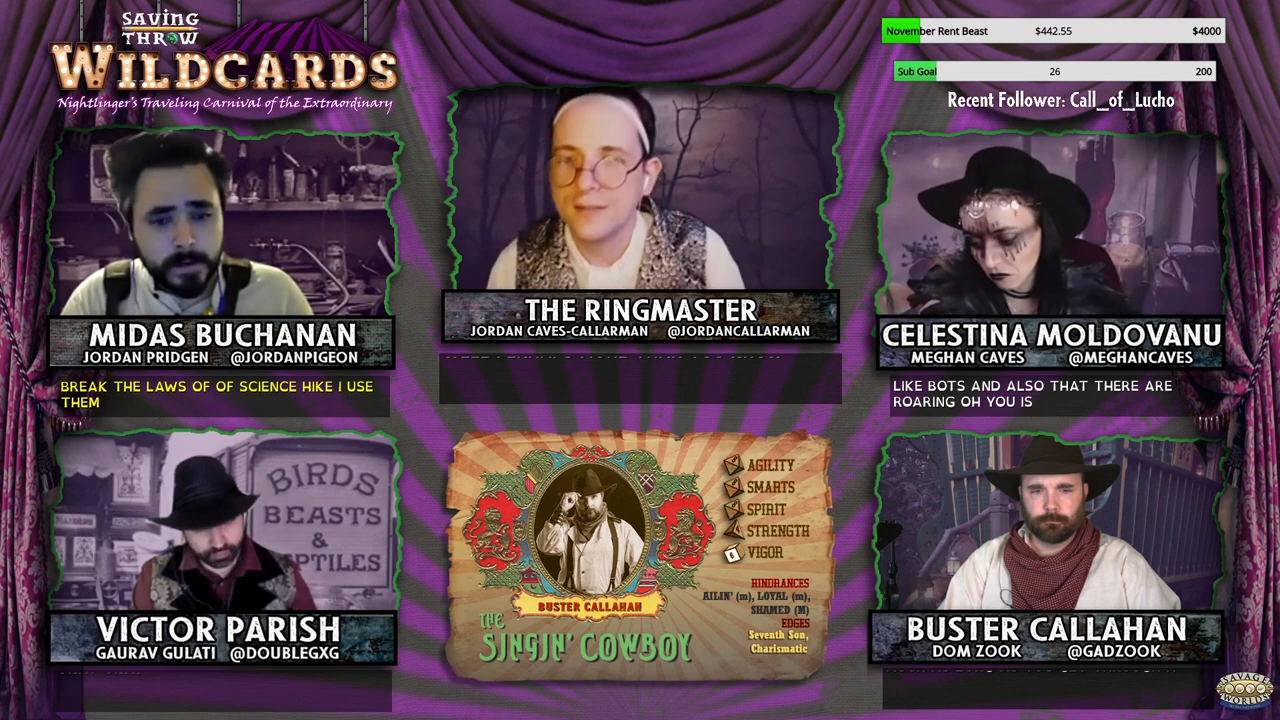 SAVING
THROW
WILDCARDS
Nightlinger's Traveling Carnival of the Extraordinary
November Rent Beast $442.55 $4000
Sub Goal 26 200
Recent Follower: Call_of_Lucho
MIDAS BUCHANAN
JORDAN PRIDGEN @JORDANPIGEON
BREAK THE LAWS OF OF SCIENCE HIKE I USE
THEM
THE RINGMASTER
JORDAN CAVES-CALLARMAN @JORDANCALLARMAN
CELESTINA MOLDOVANU
MEGHAN CAVES @MEGHANCAVES
LIKE BOTS AND ALSO THAT THERE ARE
ROARING OH YOU IS
BIRDS
BEASTS
&
PTILES
VICTOR PARISH
GAURAV GULATI @DOUBLEGXG
AGILITY
SMARTS
SPIRIT
STRENGTH
6 VIGOR
HINDRANCES
AILIN' (m), LOYAL (m),
SHAMED (M)
EDGES
Seventh Son,
Charismatic
BUSTER CALLAHAN
THE
SINGIN' COWBOY
BUSTER CALLAHAN
DOM ZOOK @GADZOOK
SAVAGE
WORLDS